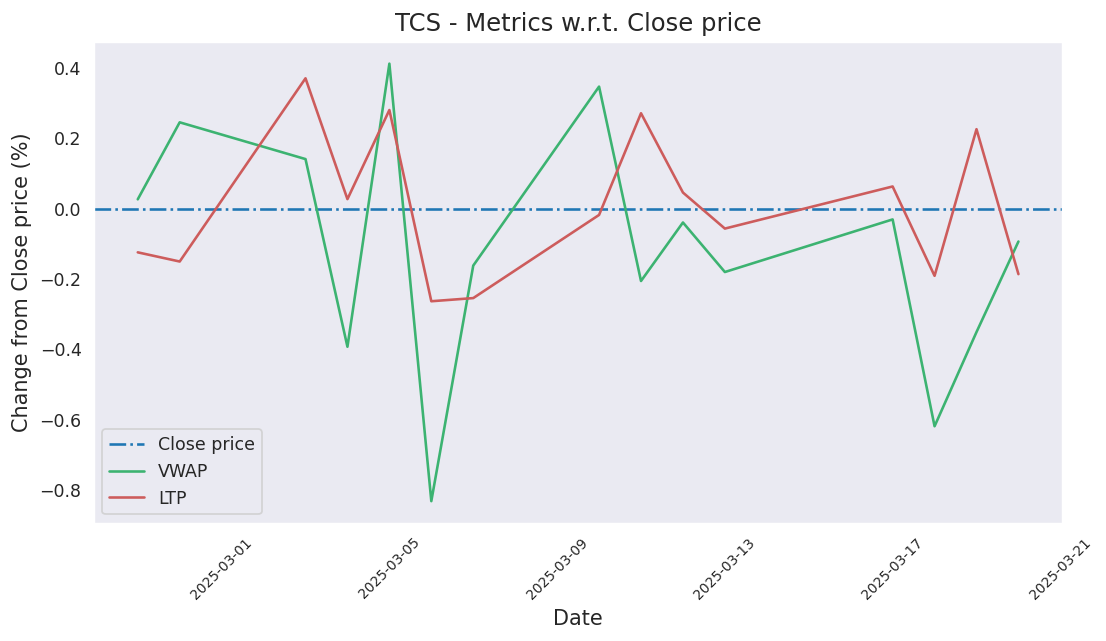 TCS - Metrics w.r.t. Close price
Change from Close price (%)
0.4
0.2
0.0
−0.2
−0.4
−0.6
−0.8
Close price
VWAP
LTP
2025-03-01
2025-03-05
2025-03-09
2025-03-13
2025-03-17
2025-03-21
Date